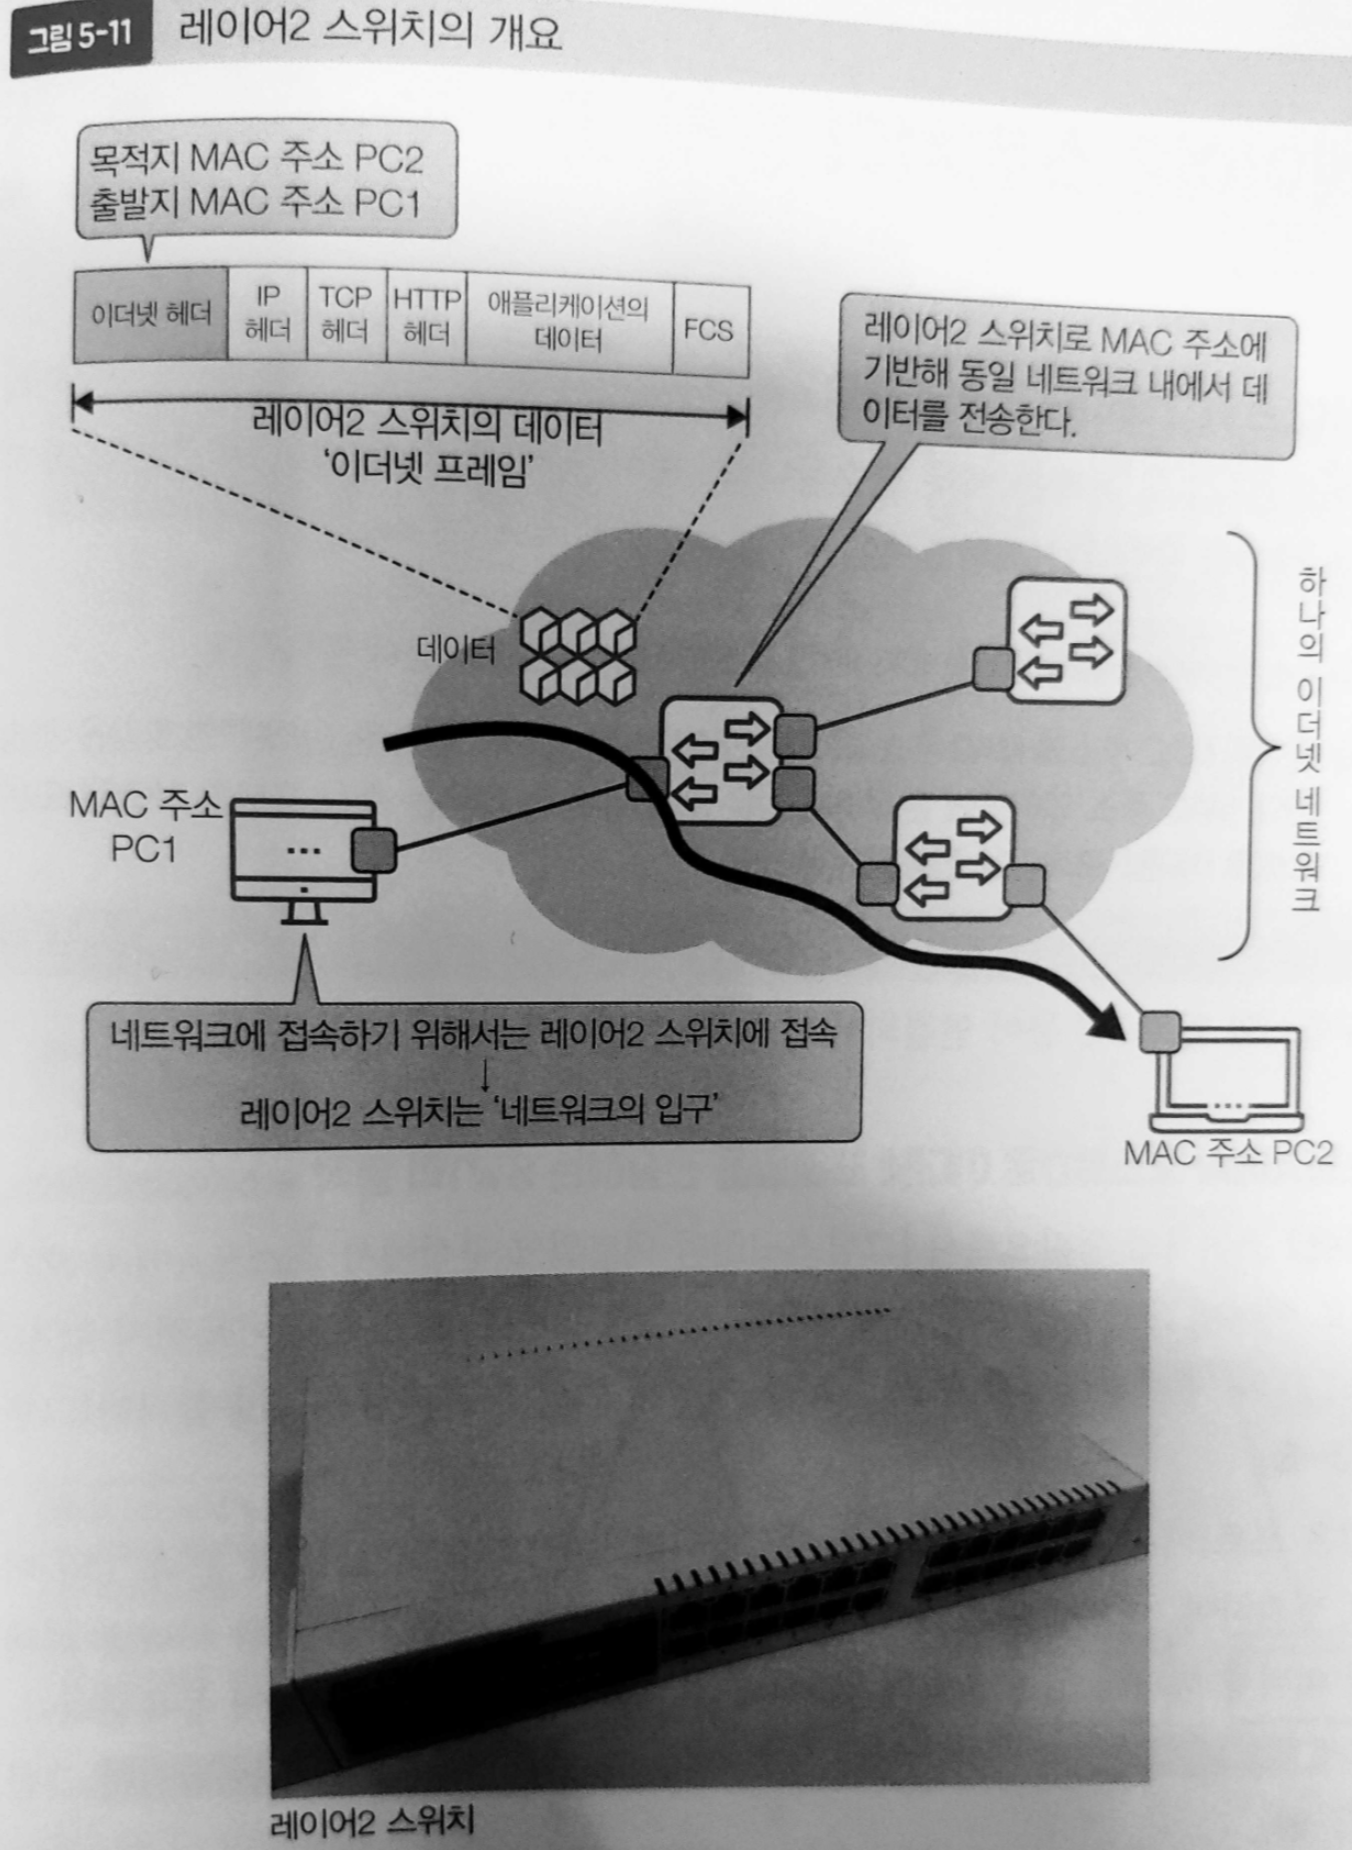 그림 5-11
레이어2 스위치의 개요
목적지 MAC 주소 PC2
출발지 MAC 주소 PC1
이더넷 헤더
IP
헤더
TCP
헤더
HTTP
헤더
애플리케이션의
데이터
FCS
레이어2 스위치의 데이터
‘이더넷 프레임’
레이어2 스위치로 MAC 주소에
기반해 동일 네트워크 내에서 데
이터를 전송한다.
데이터
하나의 이더넷 네트워크
MAC 주소
PC1
네트워크에 접속하기 위해서는 레이어2 스위치에 접속
↓
레이어2 스위치는 ‘네트워크의 입구’
MAC 주소 PC2
레이어2 스위치